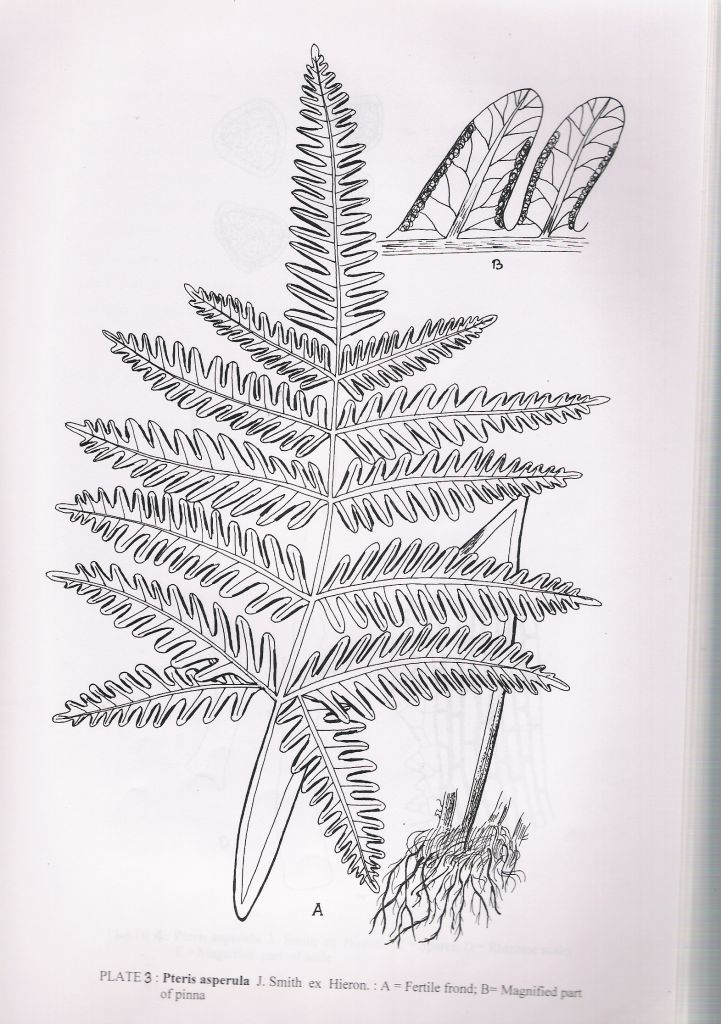 B
A
PLATE 3 : Pteris asperula J. Smith ex Hieron. : A = Fertile frond; B= Magnified part
of pinna